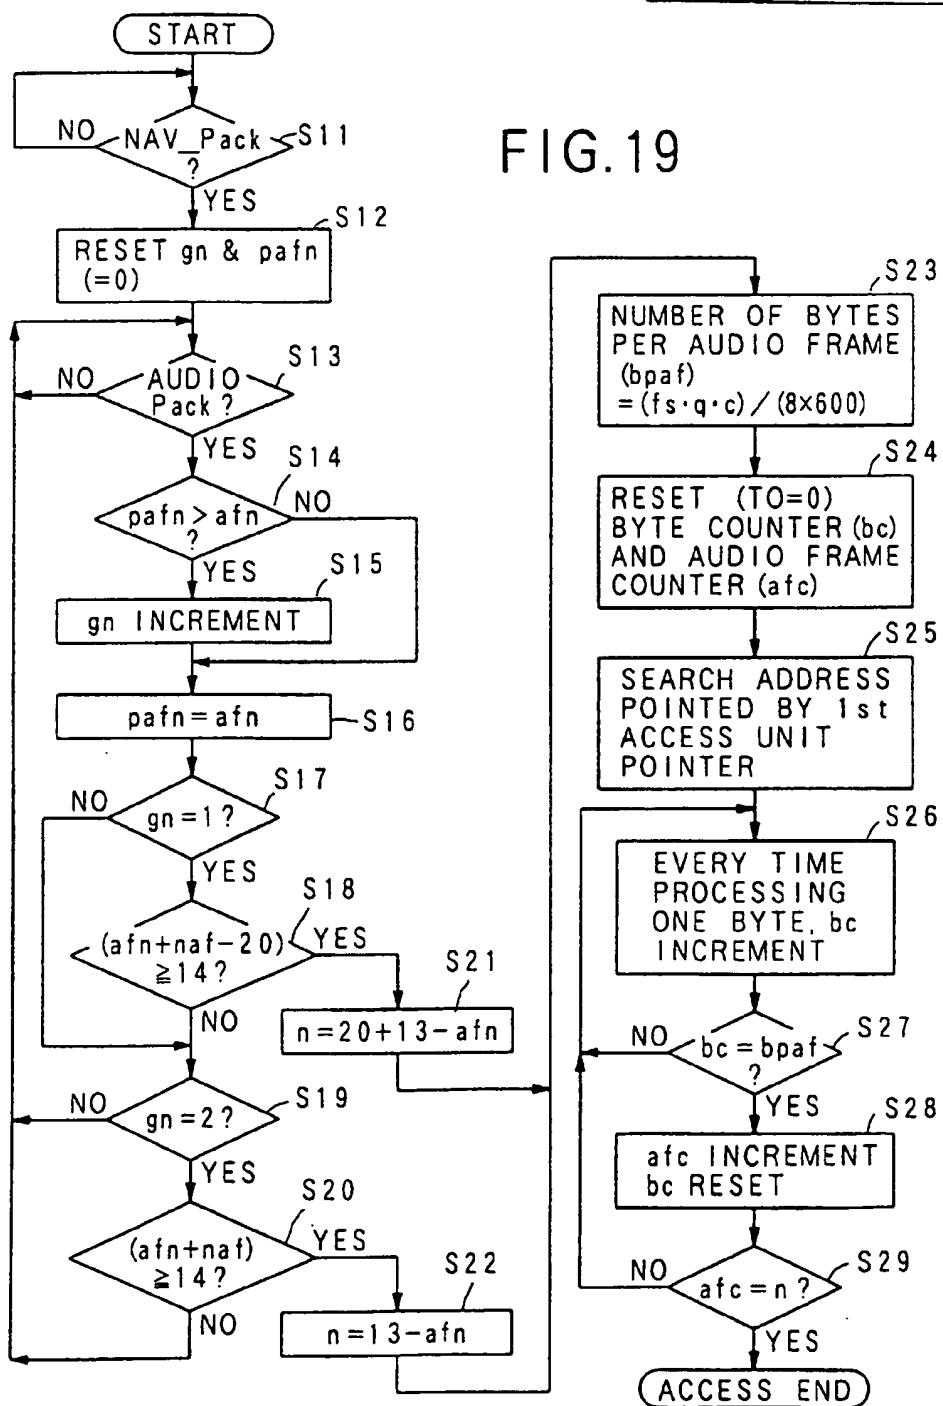 FIG.19
START
NAV_Pack
?
S11
NO
YES
S12
RESET gn & pafn
(=0)
S13
AUDIO
Pack?
NO
YES
S14
pafn>afn
?
NO
YES
S15
gn INCREMENT
pafn=afn
S16
S17
gn=1?
NO
YES
S18
(afn+naf-20)
≧14?
YES
NO
S21
n=20+13-afn
S19
gn=2?
NO
YES
S20
(afn+naf)
≧14?
YES
NO
S22
n=13-afn
S23
NUMBER OF BYTES
PER AUDIO FRAME
(bpaf)
=(fs·q·c)/(8×600)
S24
RESET (TO=0)
BYTE COUNTER(bc)
AND AUDIO FRAME
COUNTER(afc)
S25
SEARCH ADDRESS
POINTED BY 1st
ACCESS UNIT
POINTER
S26
EVERY TIME
PROCESSING
ONE BYTE, bc
INCREMENT
S27
bc=bpaf
?
NO
YES
S28
afc INCREMENT
bc RESET
S29
afc=n?
NO
YES
ACCESS END